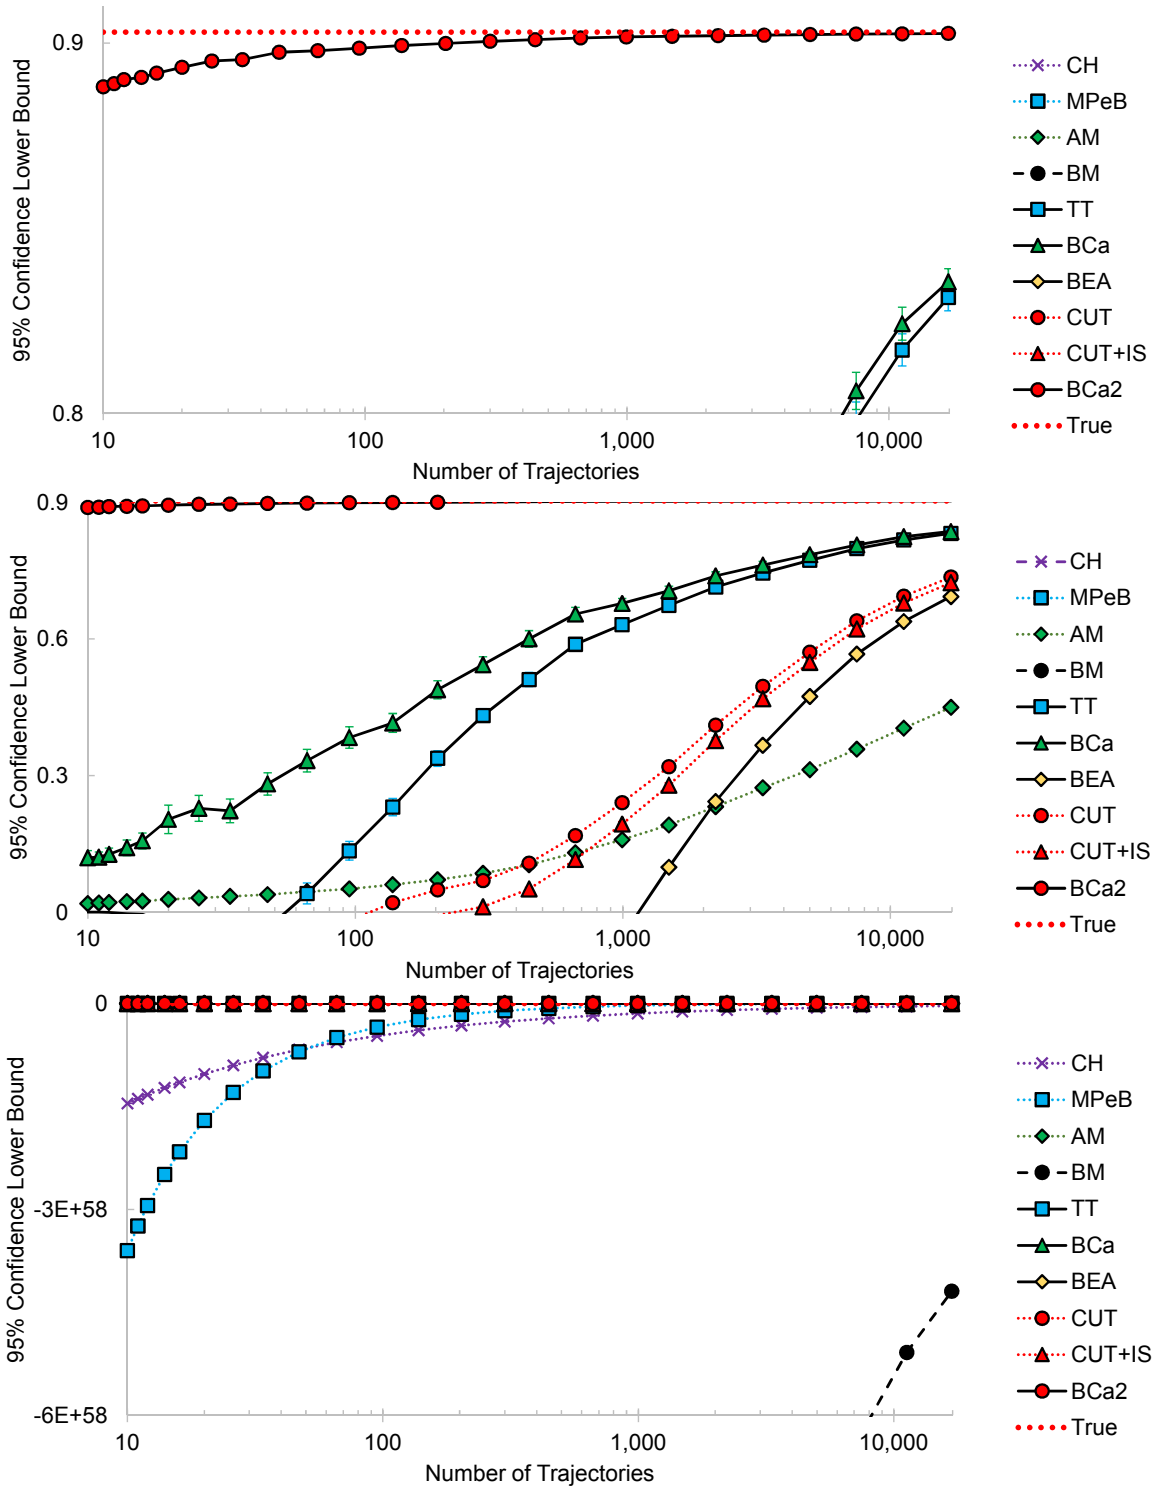 95% Confidence Lower Bound
0.9
0.8
10
100
1,000
10,000
Number of Trajectories
CH
MPeB
AM
BM
TT
BCa
BEA
CUT
CUT+IS
BCa2
True
95% Confidence Lower Bound
0.9
0.6
0.3
0
10
100
1,000
10,000
Number of Trajectories
CH
MPeB
AM
BM
TT
BCa
BEA
CUT
CUT+IS
BCa2
True
95% Confidence Lower Bound
0
-3E+58
-6E+58
10
100
1,000
10,000
Number of Trajectories
CH
MPeB
AM
BM
TT
BCa
BEA
CUT
CUT+IS
BCa2
True